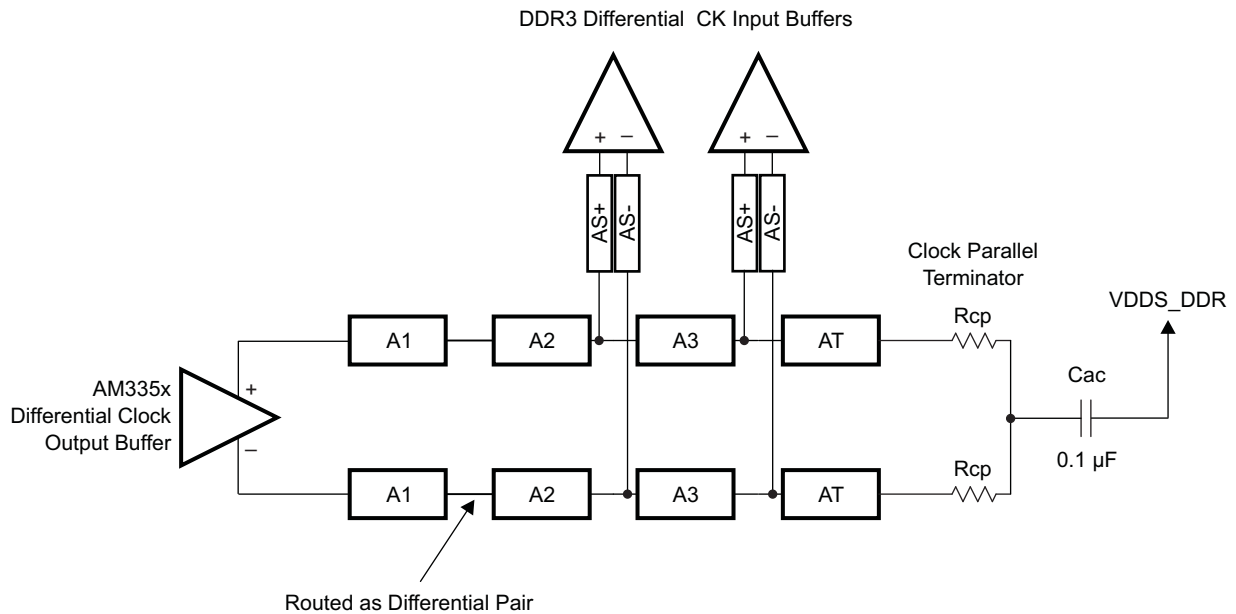 DDR3 Differential CK Input Buffers
+ – + –
AS+ AS- AS+ AS-
Clock Parallel
Terminator
VDDS_DDR
Rcp
A1 A2 A3 AT
Cac
AM335x
Differential Clock
Output Buffer
+
–
0.1 µF
Rcp
A1 A2 A3 AT
Routed as Differential Pair